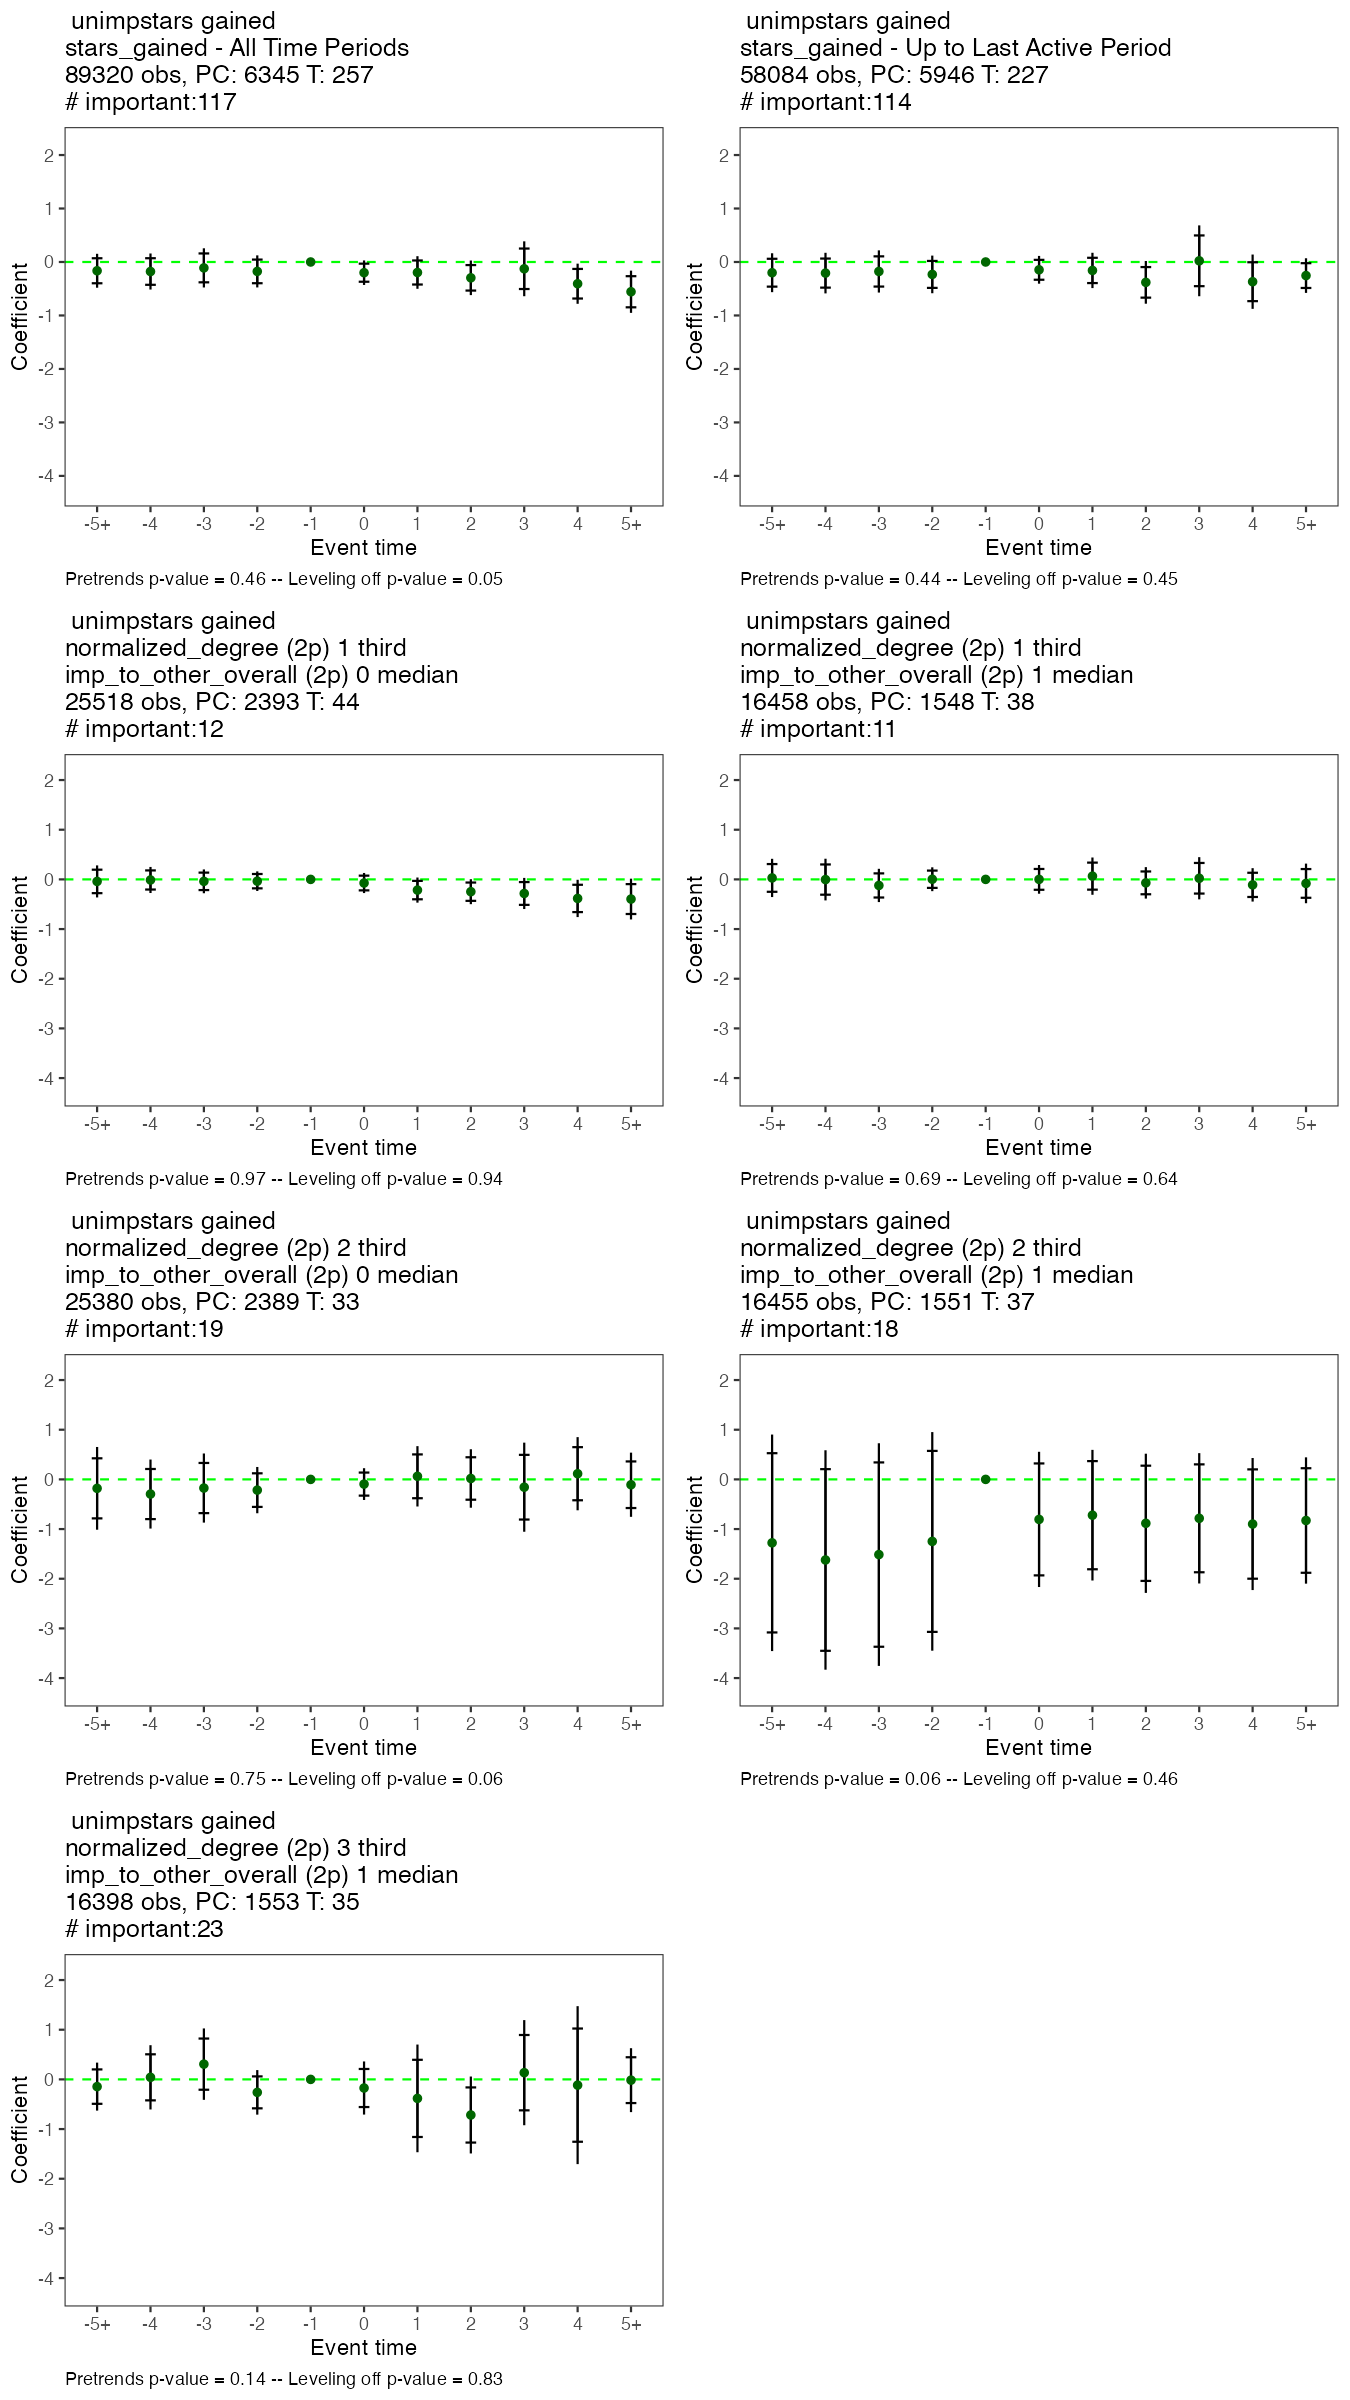 unimpstars gained
stars_gained - All Time Periods
89320 obs, PC: 6345 T: 257
# important:117
2
1
0
-1
-2
-3
-4
Coefficient
-5+ -4 -3 -2 -1 0 1 2 3 4 5+
Event time
Pretrends p-value = 0.46 -- Leveling off p-value = 0.05
unimpstars gained
stars_gained - Up to Last Active Period
58084 obs, PC: 5946 T: 227
# important:114
2
1
0
-1
-2
-3
-4
Coefficient
-5+ -4 -3 -2 -1 0 1 2 3 4 5+
Event time
Pretrends p-value = 0.44 -- Leveling off p-value = 0.45
unimpstars gained
normalized_degree (2p) 1 third
imp_to_other_overall (2p) 0 median
25518 obs, PC: 2393 T: 44
# important:12
2
1
0
-1
-2
-3
-4
Coefficient
-5+ -4 -3 -2 -1 0 1 2 3 4 5+
Event time
Pretrends p-value = 0.97 -- Leveling off p-value = 0.94
unimpstars gained
normalized_degree (2p) 1 third
imp_to_other_overall (2p) 1 median
16458 obs, PC: 1548 T: 38
# important:11
2
1
0
-1
-2
-3
-4
Coefficient
-5+ -4 -3 -2 -1 0 1 2 3 4 5+
Event time
Pretrends p-value = 0.69 -- Leveling off p-value = 0.64
unimpstars gained
normalized_degree (2p) 2 third
imp_to_other_overall (2p) 0 median
25380 obs, PC: 2389 T: 33
# important:19
2
1
0
-1
-2
-3
-4
Coefficient
-5+ -4 -3 -2 -1 0 1 2 3 4 5+
Event time
Pretrends p-value = 0.75 -- Leveling off p-value = 0.06
unimpstars gained
normalized_degree (2p) 2 third
imp_to_other_overall (2p) 1 median
16455 obs, PC: 1551 T: 37
# important:18
2
1
0
-1
-2
-3
-4
Coefficient
-5+ -4 -3 -2 -1 0 1 2 3 4 5+
Event time
Pretrends p-value = 0.06 -- Leveling off p-value = 0.46
unimpstars gained
normalized_degree (2p) 3 third
imp_to_other_overall (2p) 1 median
16398 obs, PC: 1553 T: 35
# important:23
2
1
0
-1
-2
-3
-4
Coefficient
-5+ -4 -3 -2 -1 0 1 2 3 4 5+
Event time
Pretrends p-value = 0.14 -- Leveling off p-value = 0.83